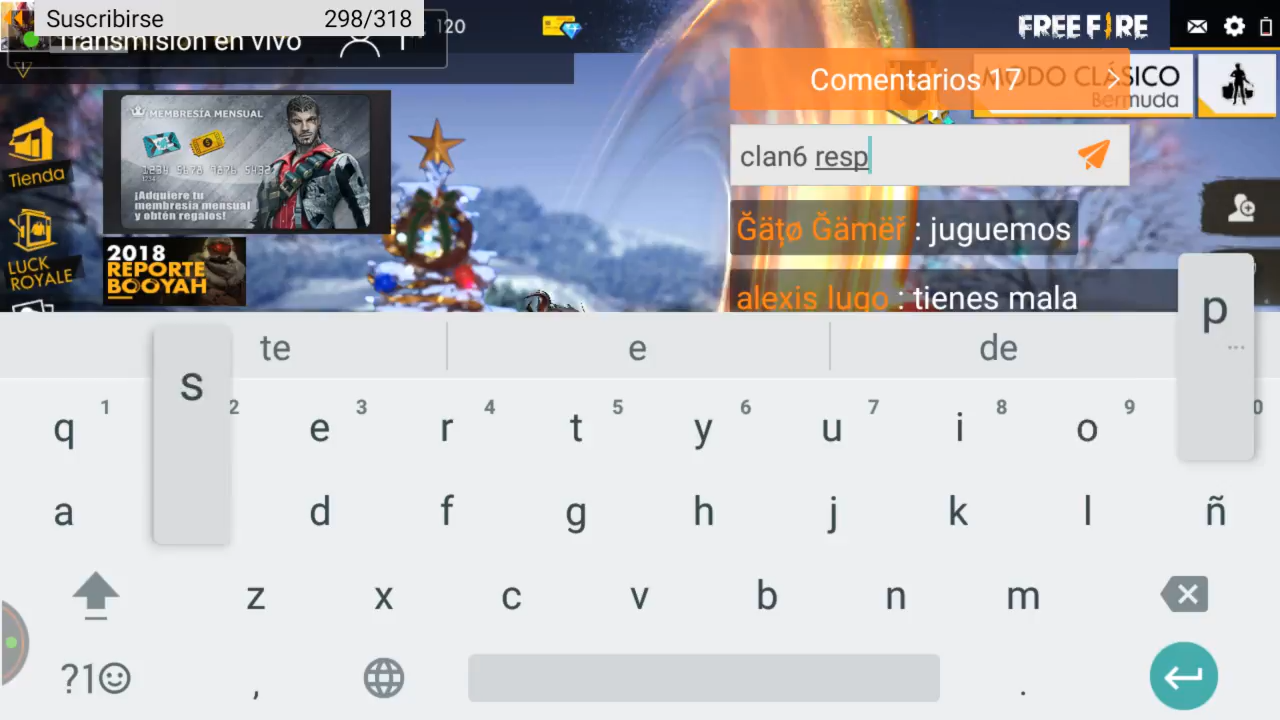 Suscribirse 298/318
Transmisión en vivo
120
FREE FIRE
Comentarios 17
MODO CLÁSICO
Bermuda
clan6 resp
Ğäţø Ğämëř : juguemos
alexis lugo : tienes mala
MEMBRESÍA MENSUAL
¡Adquiere tu
membresía mensual
y obtén regalos!
Tienda
2018
REPORTE
BOOYAH
LUCK
ROYALE
te e de
s p
1 2 3 4 5 6 7 8 9 0
q e r t y u i o
a d f g h j k l ñ
z x c v b n m
?1 , .